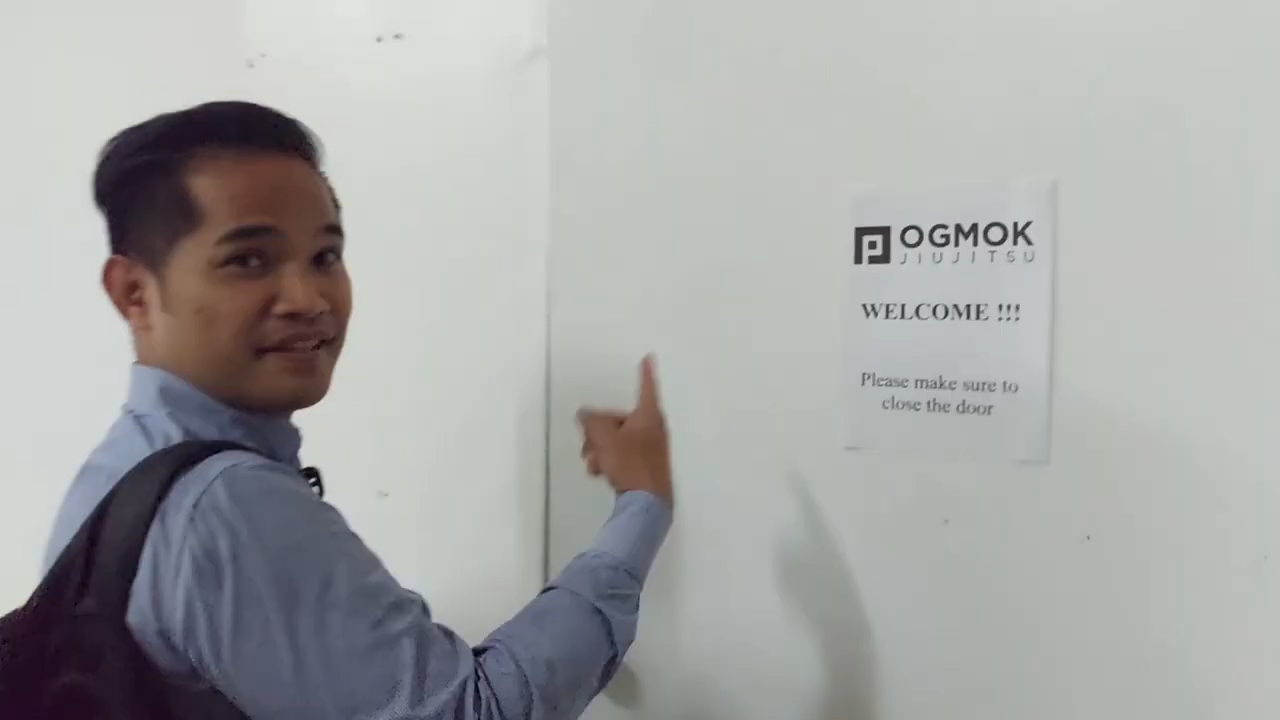 OGMOK
JIUJITSU
WELCOME !!!
Please make sure to
close the door